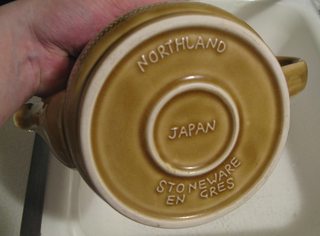 NORTHLAND
JAPAN
STONEWARE
EN GRES